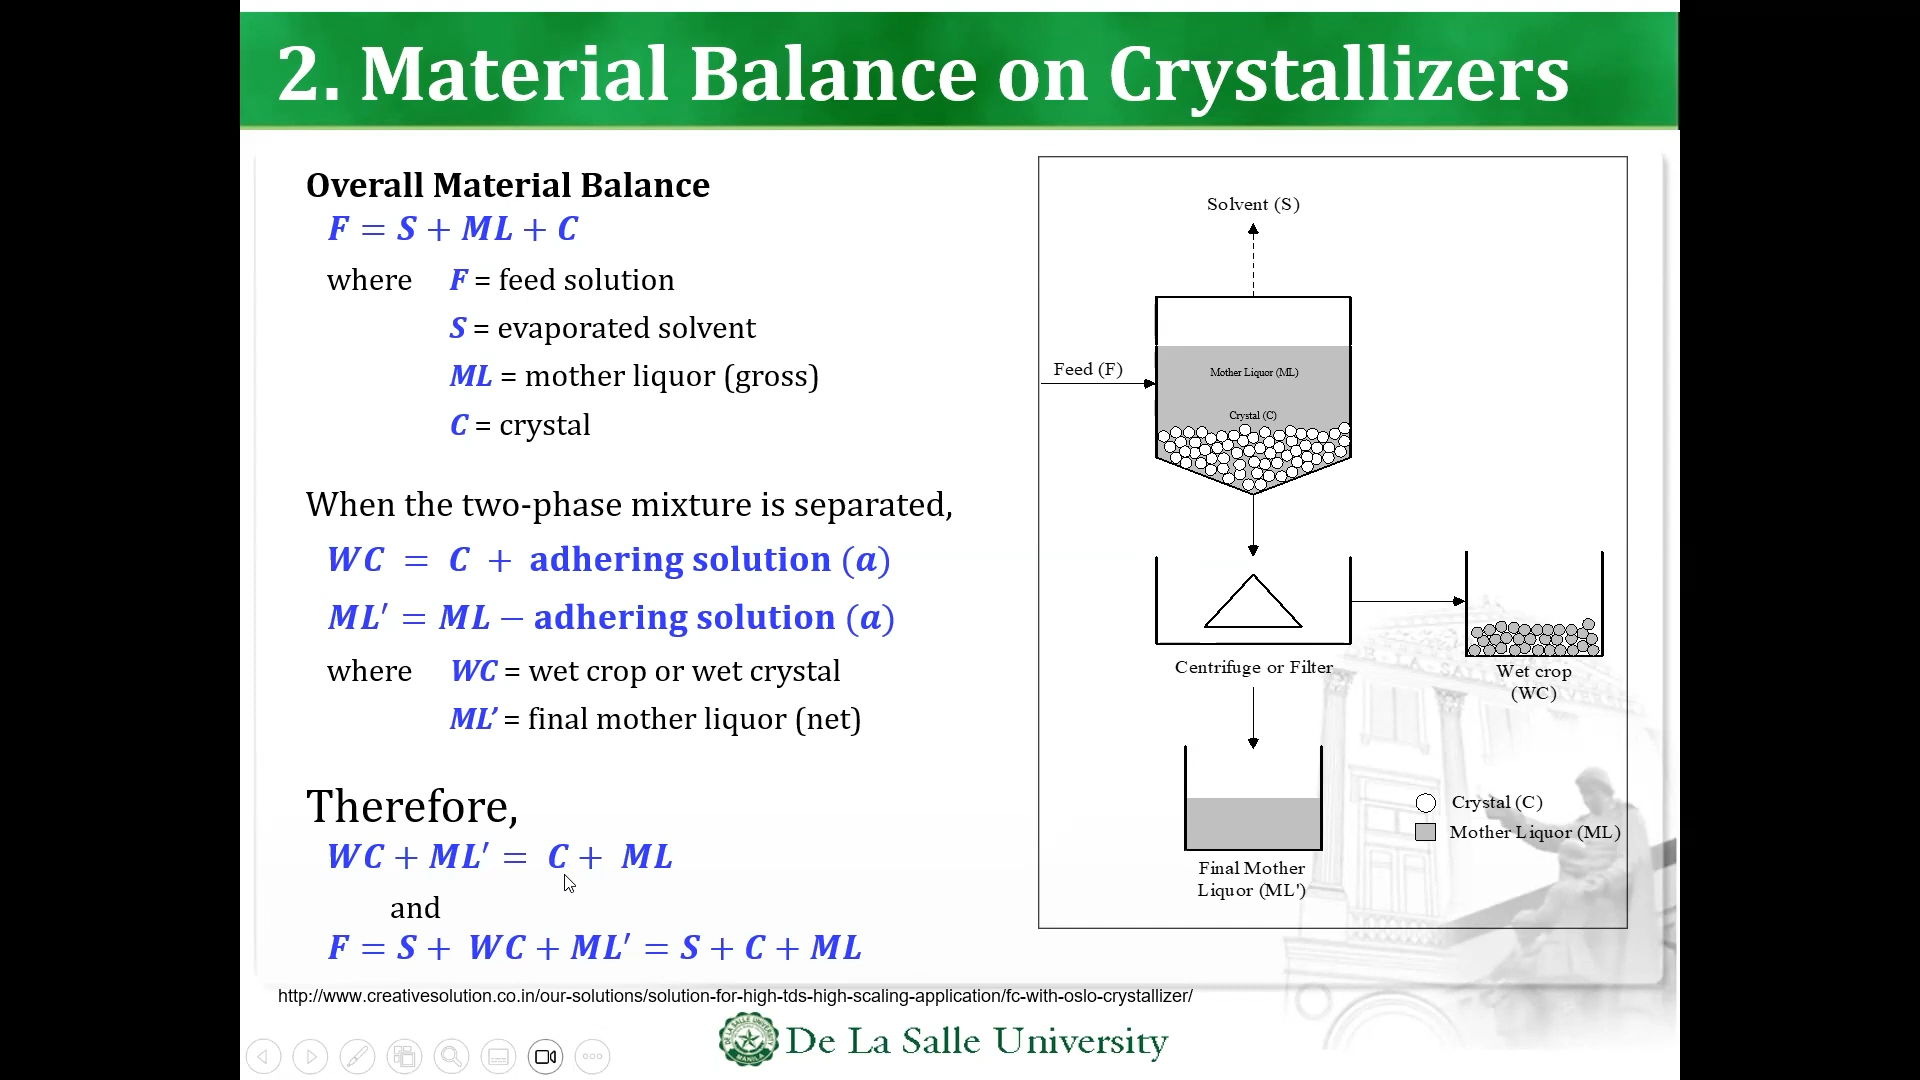 2. Material Balance on Crystallizers
Overall Material Balance
F = S + ML + C
where F = feed solution
S = evaporated solvent
ML = mother liquor (gross)
C = crystal
When the two-phase mixture is separated,
WC = C + adhering solution (a)
ML′ = ML − adhering solution (a)
where WC = wet crop or wet crystal
ML’ = final mother liquor (net)
Therefore,
WC + ML′ = C + ML
and
F = S + WC + ML′ = S + C + ML
Solvent (S)
Feed (F)
Mother Liquor (ML)
Crystal (C)
Centrifuge or Filter
Wet crop
(WC)
Final Mother
Liquor (ML')
Crystal (C)
Mother Liquor (ML)
http://www.creativesolution.co.in/our-solutions/solution-for-high-tds-high-scaling-application/fc-with-oslo-crystallizer/
De La Salle University